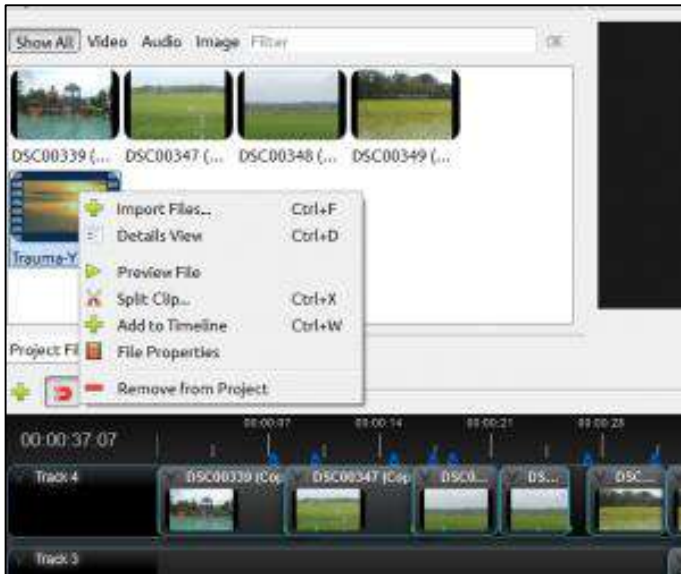 Show All Video Audio Image Filter
DSC00339 (... DSC00347 (... DSC00348 (... DSC00349 (...
Trauma-Y
Import Files... Ctrl+F
Details View Ctrl+D
Preview File
Split Clip... Ctrl+X
Add to Timeline Ctrl+W
File Properties
Remove from Project
Project Fi
00:00:37:07 00:00:07 00:00:14 00:00:21 00:00:28
Track 4 DSC00339 (Cop DSC00347 (Cop DSC0... DS... DSC...
Track 3